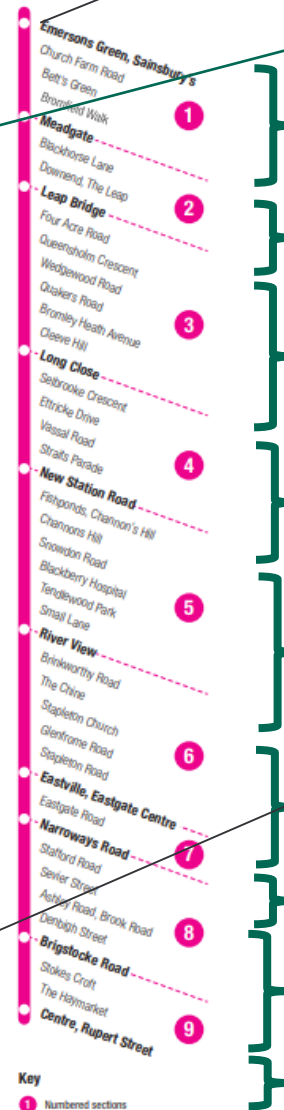 Emersons Green, Sainsbury's
Church Farm Road
Belt's Green
Bromfield Walk
1
Meadgate
Blackhorse Lane
Downend, The Leap
2
Leap Bridge
Four Acre Road
Queensholm Crescent
Wedgewood Road
Quakers Road
Bromley Heath Avenue
Cleeve Hill
3
Long Close
Selbrooke Crescent
Ettricke Drive
Vassal Road
Straits Parade
4
New Station Road
Fishponds, Channon's Hill
Channons Hill
Snowdon Road
Blackberry Hospital
Tendlewood Park
Small Lane
5
River View
Brinkworthy Road
The Chine
Stapleton Church
Glenfrome Road
Stapleton Road
6
Eastville, Eastgate Centre
Eastgate Road
7
Narroways Road
Stafford Road
Sevier Street
Ashley Road, Brook Road
Denbigh Street
8
Brigstocke Road
Stokes Croft
The Haymarket
9
Centre, Rupert Street
Key
1 Numbered sections